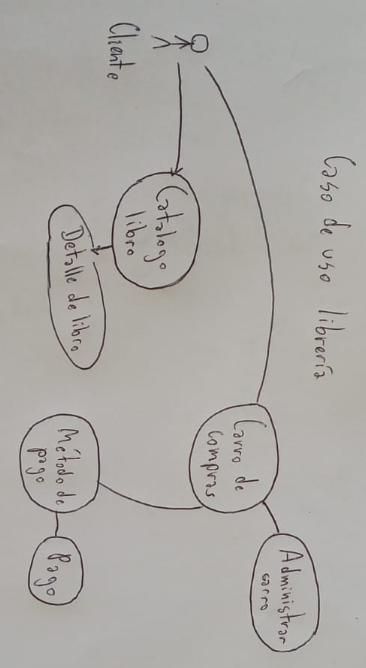 Caso de uso librería
Cliente
Catalogo
libro
Detalle de libro
Carro de
compras
Administrar
carro
Método de
pago
Pago